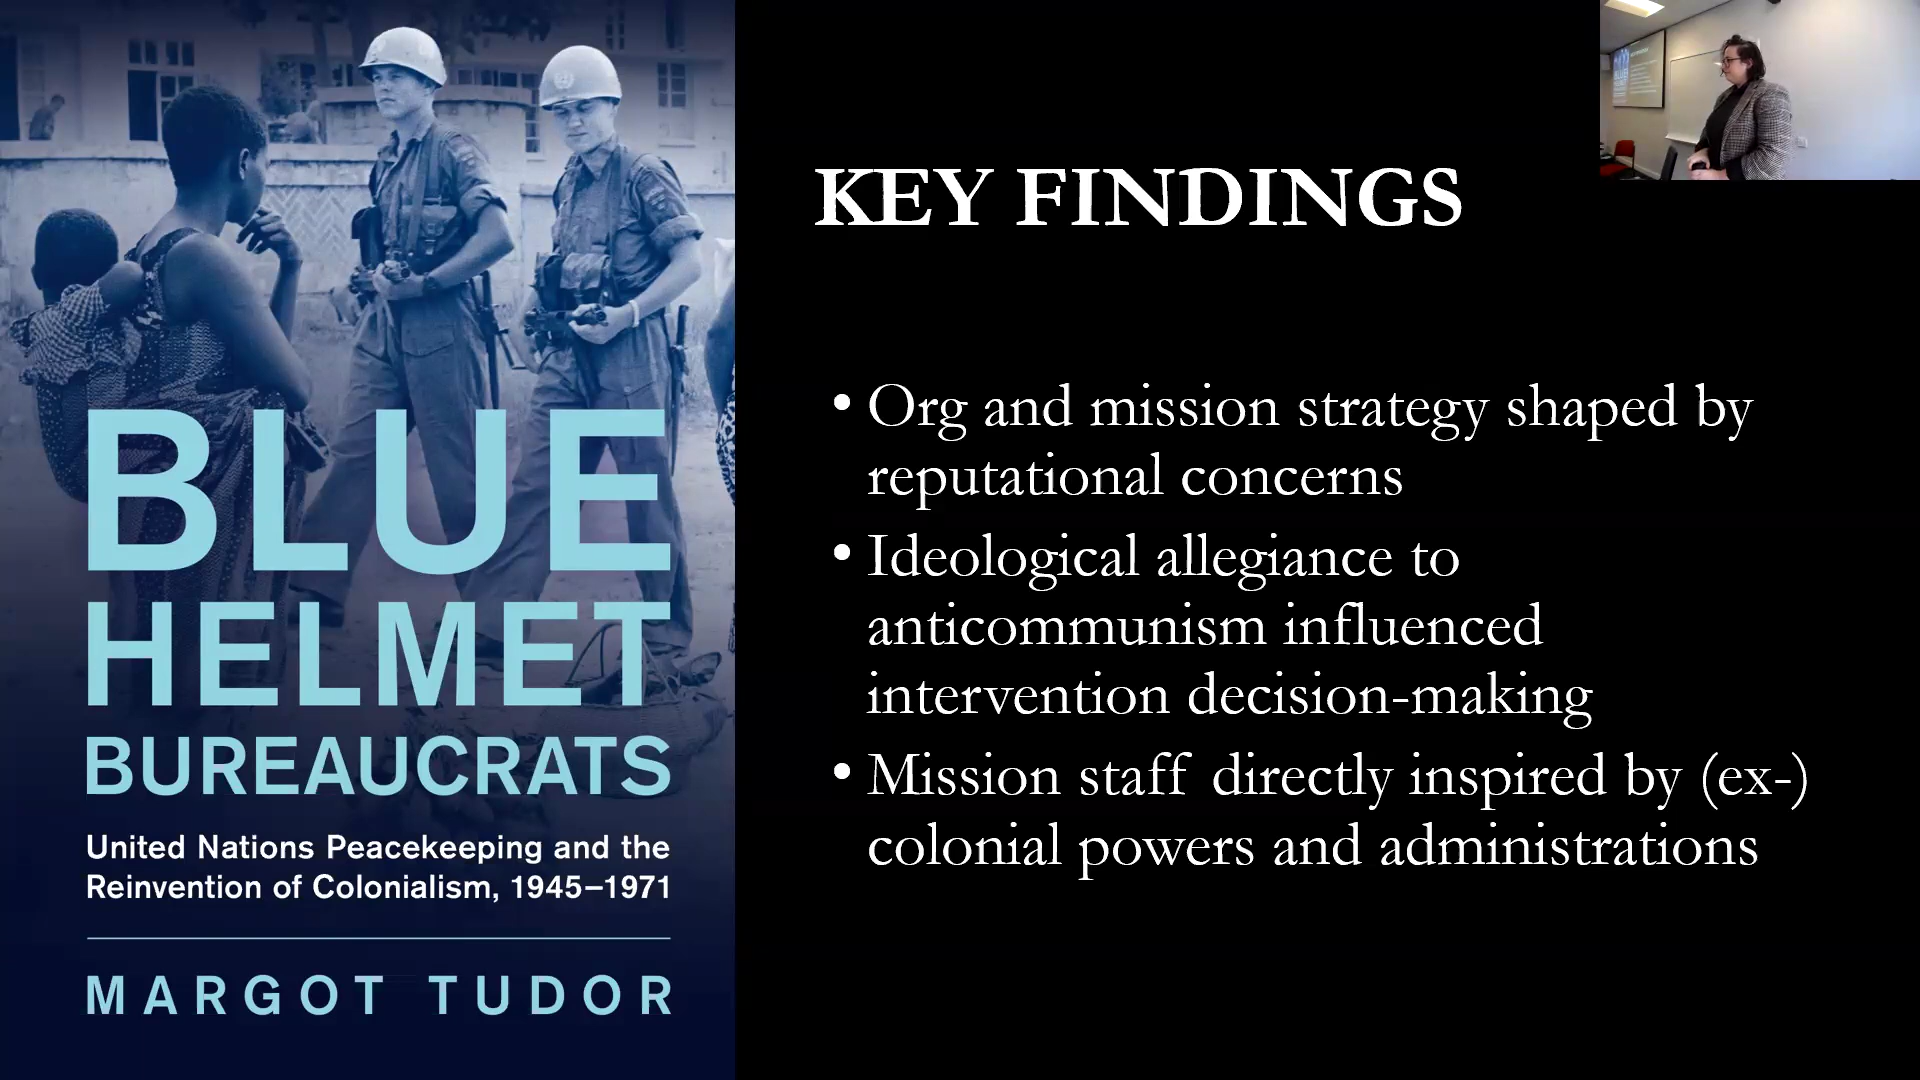 BLUE
HELMET
BUREAUCRATS
United Nations Peacekeeping and the
Reinvention of Colonialism, 1945–1971
MARGOT TUDOR
KEY FINDINGS
• Org and mission strategy shaped by
reputational concerns
• Ideological allegiance to
anticommunism influenced
intervention decision-making
• Mission staff directly inspired by (ex-)
colonial powers and administrations